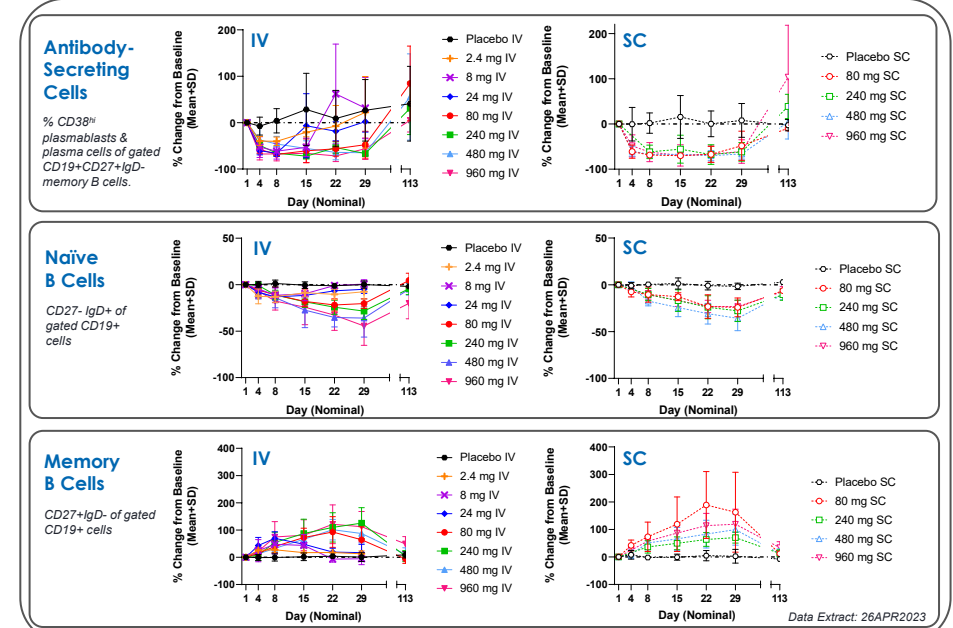 Antibody-
Secreting
Cells
% CD38hi
plasmablasts &
plasma cells of gated
CD19+CD27+IgD-
memory B cells.
IV
% Change from Baseline
(Mean+SD)
200
100
0
-100
1 4 8 15 22 29 113
Day (Nominal)
Placebo IV
2.4 mg IV
8 mg IV
24 mg IV
80 mg IV
240 mg IV
480 mg IV
960 mg IV
SC
% Change from Baseline
(Mean+SD)
200
100
0
-100
1 4 8 15 22 29 113
Day (Nominal)
Placebo SC
80 mg SC
240 mg SC
480 mg SC
960 mg SC
Naïve
B Cells
CD27- IgD+ of
gated CD19+
cells
IV
% Change from Baseline
(Mean+SD)
50
0
-50
-100
1 4 8 15 22 29 113
Day (Nominal)
Placebo IV
2.4 mg IV
8 mg IV
24 mg IV
80 mg IV
240 mg IV
480 mg IV
960 mg IV
SC
% Change from Baseline
(Mean+SD)
50
0
-50
-100
1 4 8 15 22 29 113
Day (Nominal)
Placebo SC
80 mg SC
240 mg SC
480 mg SC
960 mg SC
Memory
B Cells
CD27+IgD- of gated
CD19+ cells
IV
% Change from Baseline
(Mean+SD)
400
300
200
100
0
-100
1 4 8 15 22 29 113
Day (Nominal)
Placebo IV
2.4 mg IV
8 mg IV
24 mg IV
80 mg IV
240 mg IV
480 mg IV
960 mg IV
SC
% Change from Baseline
(Mean+SD)
400
300
200
100
0
-100
1 4 8 15 22 29 113
Day (Nominal)
Placebo SC
80 mg SC
240 mg SC
480 mg SC
960 mg SC
Data Extract: 26APR2023